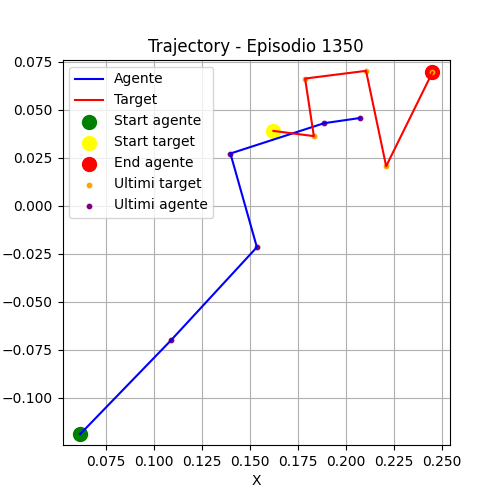 Trajectory - Episodio 1350
Agente
Target
Start agente
Start target
End agente
Ultimi target
Ultimi agente
0.075
0.050
0.025
0.000
−0.025
−0.050
−0.075
−0.100
0.075 0.100 0.125 0.150 0.175 0.200 0.225 0.250
X